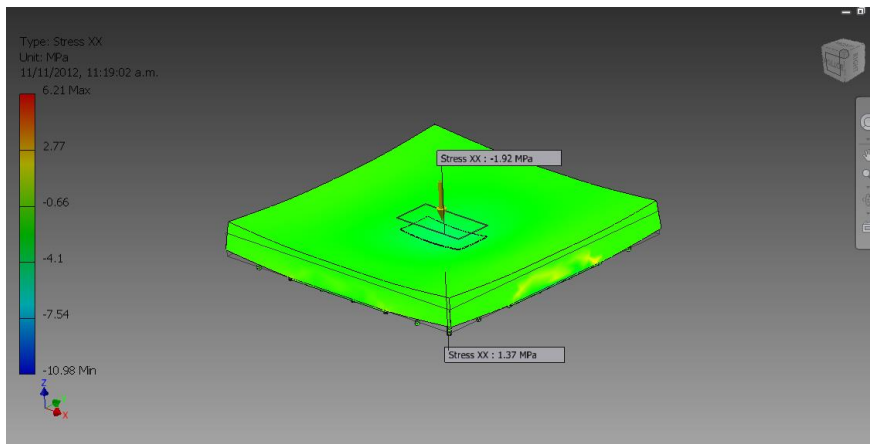 Type: Stress XX
Unit: MPa
11/11/2012, 11:19:02 a.m.
6.21 Max
2.77
-0.66
-4.1
-7.54
-10.98 Min
Stress XX : -1.92 MPa
Stress XX : 1.37 MPa
Z
X